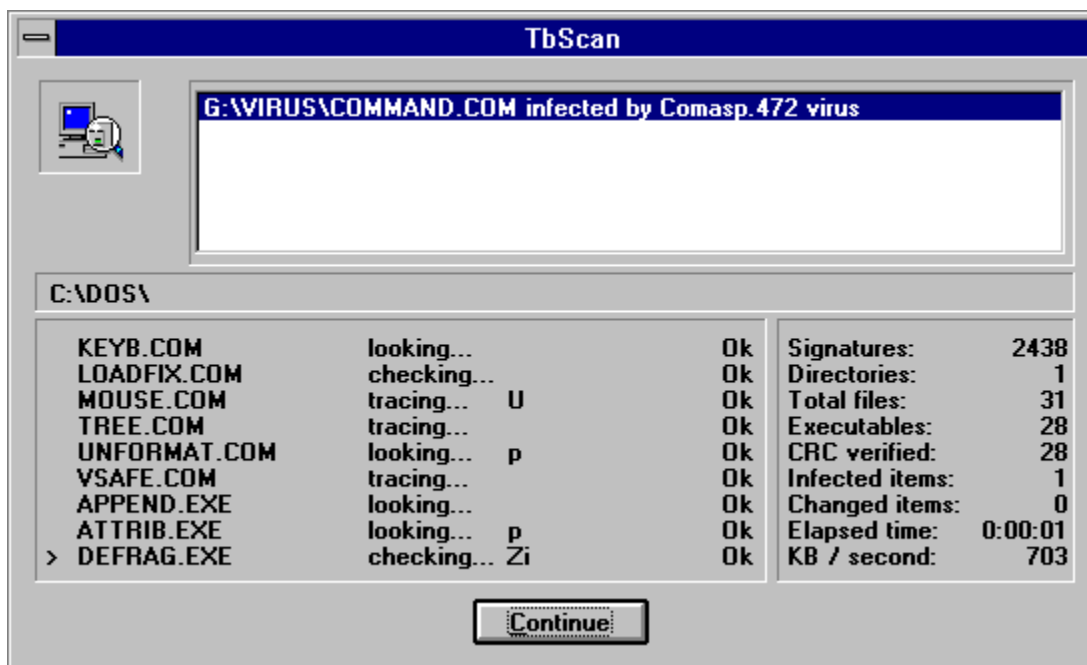 TbScan
G:\VIRUS\COMMAND.COM infected by Comasp.472 virus
C:\DOS\
KEYB.COM looking... Ok
LOADFIX.COM checking... Ok
MOUSE.COM tracing... U Ok
TREE.COM tracing... Ok
UNFORMAT.COM looking... p Ok
VSAFE.COM tracing... Ok
APPEND.EXE looking... Ok
ATTRIB.EXE looking... p Ok
> DEFRAG.EXE checking... Zi Ok
Signatures: 2438
Directories: 1
Total files: 31
Executables: 28
CRC verified: 28
Infected items: 1
Changed items: 0
Elapsed time: 0:00:01
KB / second: 703
Continue